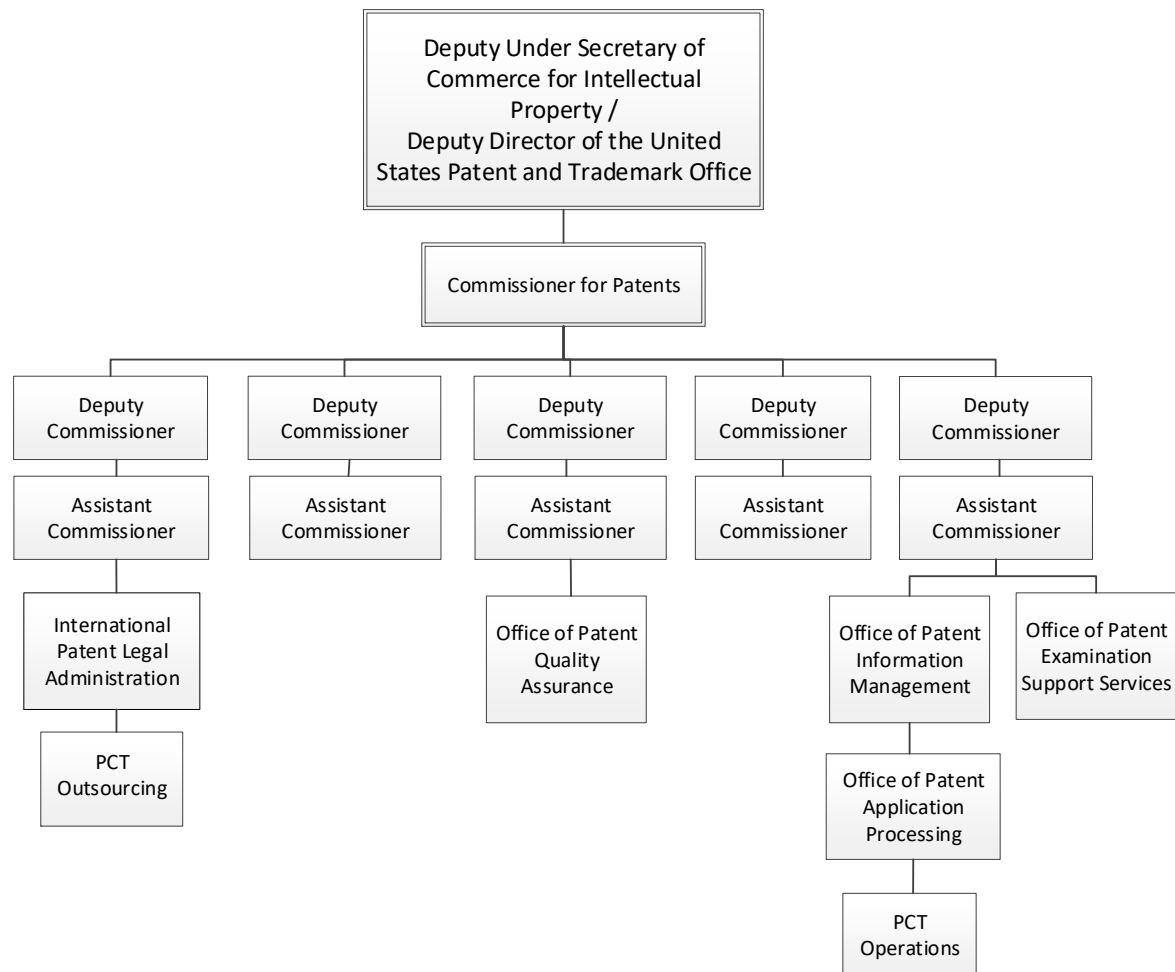 Deputy Under Secretary of
Commerce for Intellectual
Property /
Deputy Director of the United
States Patent and Trademark Office
Commissioner for Patents
Deputy
Commissioner
Deputy
Commissioner
Deputy
Commissioner
Deputy
Commissioner
Deputy
Commissioner
Assistant
Commissioner
Assistant
Commissioner
Assistant
Commissioner
Assistant
Commissioner
Assistant
Commissioner
International
Patent Legal
Administration
Office of Patent
Quality
Assurance
Office of Patent
Information
Management
Office of Patent
Examination
Support Services
PCT
Outsourcing
Office of Patent
Application
Processing
PCT
Operations